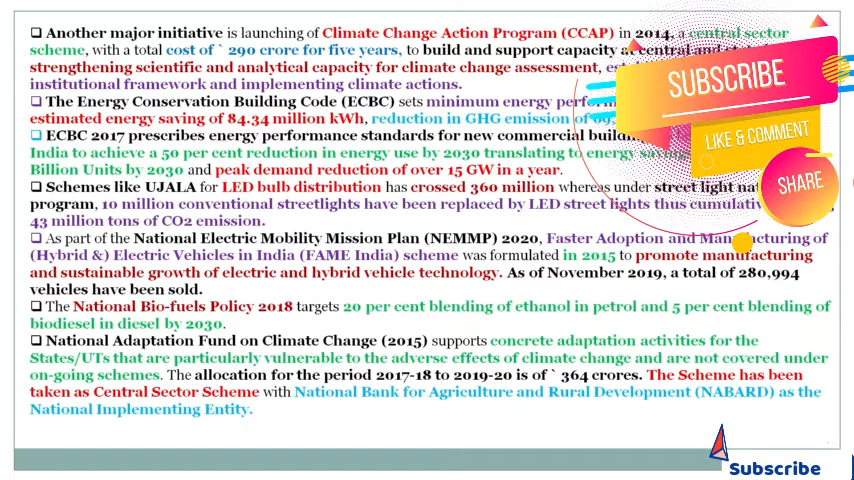 ❑ Another major initiative is launching of Climate Change Action Program (CCAP) in 2014, a central sector
scheme, with a total cost of ` 290 crore for five years, to build and support capacity at central and
strengthening scientific and analytical capacity for climate change assessment,
institutional framework and implementing climate actions.
❑ The Energy Conservation Building Code (ECBC) sets minimum energy
estimated energy saving of 84.34 million kWh, reduction in GHG emission of
❑ ECBC 2017 prescribes energy performance standards for new commercial
India to achieve a 50 per cent reduction in energy use by 2030 translating to energy
Billion Units by 2030 and peak demand reduction of over 15 GW in a year.
❑ Schemes like UJALA for LED bulb distribution has crossed 360 million whereas under street light
program, 10 million conventional streetlights have been replaced by LED street lights thus
43 million tons of CO2 emission.
❑ As part of the National Electric Mobility Mission Plan (NEMMP) 2020, Faster Adoption and Manufacturing of
(Hybrid &) Electric Vehicles in India (FAME India) scheme was formulated in 2015 to promote manufacturing
and sustainable growth of electric and hybrid vehicle technology. As of November 2019, a total of 280,994
vehicles have been sold.
❑ The National Bio-fuels Policy 2018 targets 20 per cent blending of ethanol in petrol and 5 per cent blending of
biodiesel in diesel by 2030.
❑ National Adaptation Fund on Climate Change (2015) supports concrete adaptation activities for the
States/UTs that are particularly vulnerable to the adverse effects of climate change and are not covered under
on-going schemes. The allocation for the period 2017-18 to 2019-20 is of ` 364 crores. The Scheme has been
taken as Central Sector Scheme with National Bank for Agriculture and Rural Development (NABARD) as the
National Implementing Entity.
SUBSCRIBE
LIKE & COMMENT
SHARE
Subscribe